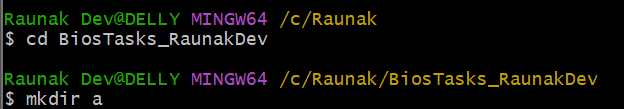 Raunak Dev@DELLY MINGW64 /c/Raunak
$ cd BiosTasks_RaunakDev
Raunak Dev@DELLY MINGW64 /c/Raunak/BiosTasks_RaunakDev
$ mkdir a